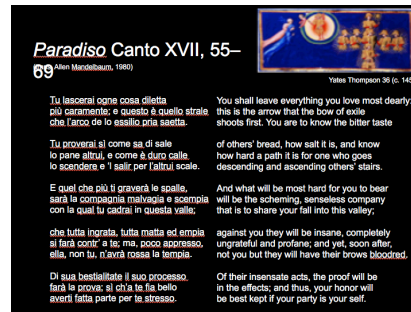 Paradiso Canto XVII, 55–
69
Allen Mandelbaum, 1980)
Yates Thompson 36 (c. 145
Tu lascerai ogne cosa diletta
più caramente; e questo è quello strale
che l'arco de lo essilio pria saetta.
Tu proverai sì come sa di sale
lo pane altrui, e come è duro calle
lo scendere e 'l salir per l'altrui scale.
E quel che più ti graverà le spalle,
sarà la compagnia malvagia e scempia
con la qual tu cadrai in questa valle;
che tutta ingrata, tutta matta ed empia
si farà contr' a te; ma, poco appresso,
ella, non tu, n'avrà rossa la tempia.
Di sua bestialitate il suo processo
farà la prova; sì ch'a te fia bello
averti fatta parte per te stesso.
You shall leave everything you love most dearly:
this is the arrow that the bow of exile
shoots first. You are to know the bitter taste
of others' bread, how salt it is, and know
how hard a path it is for one who goes
descending and ascending others' stairs.
And what will be most hard for you to bear
will be the scheming, senseless company
that is to share your fall into this valley;
against you they will be insane, completely
ungrateful and profane; and yet, soon after,
not you but they will have their brows bloodred.
Of their insensate acts, the proof will be
in the effects; and thus, your honor will
be best kept if your party is your self.